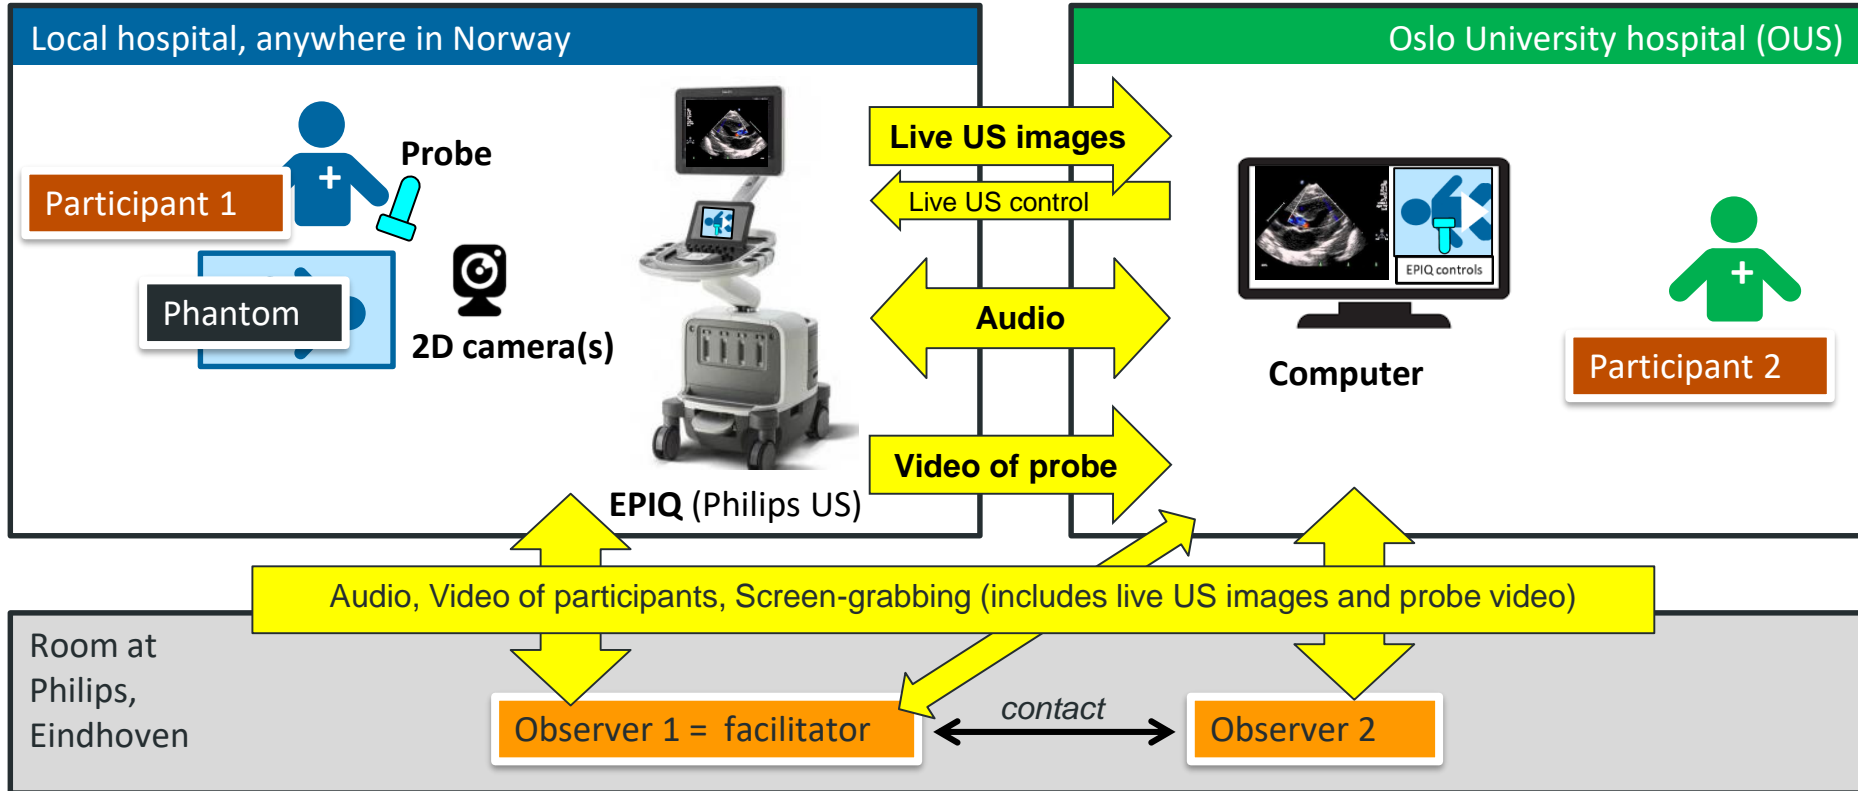 Local hospital, anywhere in Norway
Oslo University hospital (OUS)
Probe
Participant 1
Phantom
2D camera(s)
EPIQ (Philips US)
Live US images
Live US control
Audio
Video of probe
EPIQ controls
Computer
Participant 2
Audio, Video of participants, Screen-grabbing (includes live US images and probe video)
Room at
Philips,
Eindhoven
Observer 1 = facilitator
contact
Observer 2